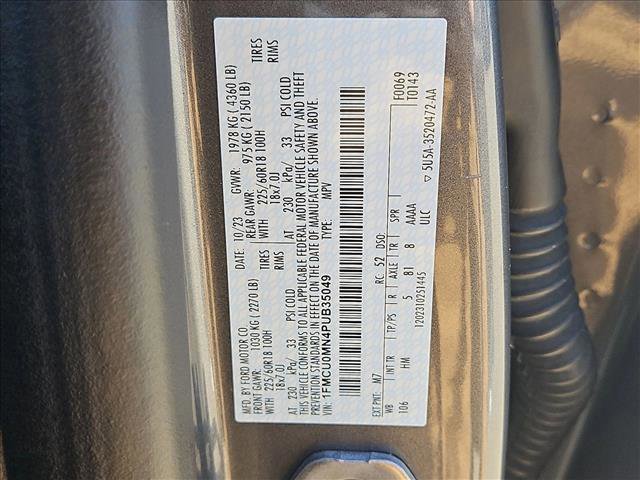 MFD. BY FORD MOTOR CO.
DATE: 10/23 GVWR: 1978 KG ( 4360 LB)
FRONT GAWR: 1030 KG ( 2270 LB) REAR GAWR: 975 KG ( 2150 LB)
WITH 225/60R18 100H TIRES WITH 225/60R18 100H TIRES
18x7.0J RIMS 18x7.0J RIMS
AT 230 kPa/ 33 PSI COLD AT 230 kPa/ 33 PSI COLD
THIS VEHICLE CONFORMS TO ALL APPLICABLE FEDERAL MOTOR VEHICLE SAFETY AND THEFT
PREVENTION STANDARDS IN EFFECT ON THE DATE OF MANUFACTURE SHOWN ABOVE.
VIN: 1FMCU0MN4PUB35049 TYPE: MPV
F0069
T0143
EXT PNT: M7 RC: 52 DSO:
WB INT TR TP/PS R AXLE TR SPR
106 HM 5 81 8 AAAA
ULC
1202310251445
▽ 5U5A-3520472-AA